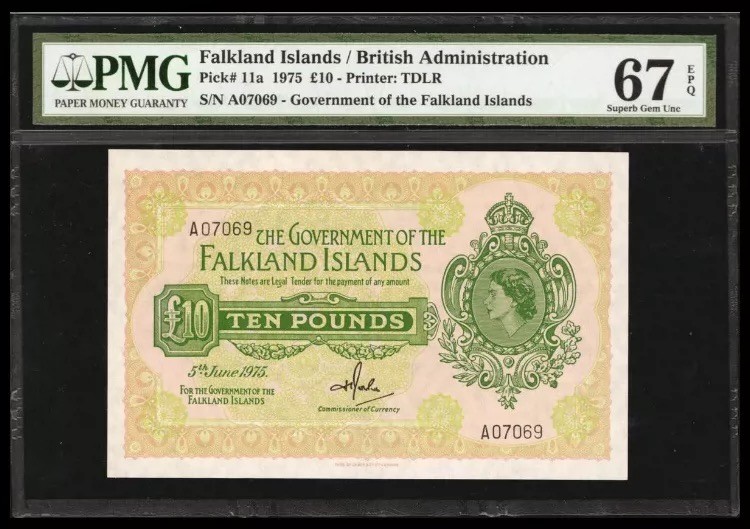 PMG
PAPER MONEY GUARANTY
Falkland Islands / British Administration
Pick# 11a 1975 £10 - Printer: TDLR
S/N A07069 - Government of the Falkland Islands
67 EPQ
Superb Gem Unc
A07069
THE GOVERNMENT OF THE
FALKLAND ISLANDS
These Notes are Legal Tender for the payment of any amount
£10 TEN POUNDS
5th June 1975.
FOR THE GOVERNMENT OF THE
FALKLAND ISLANDS
Commissioner of Currency
A07069